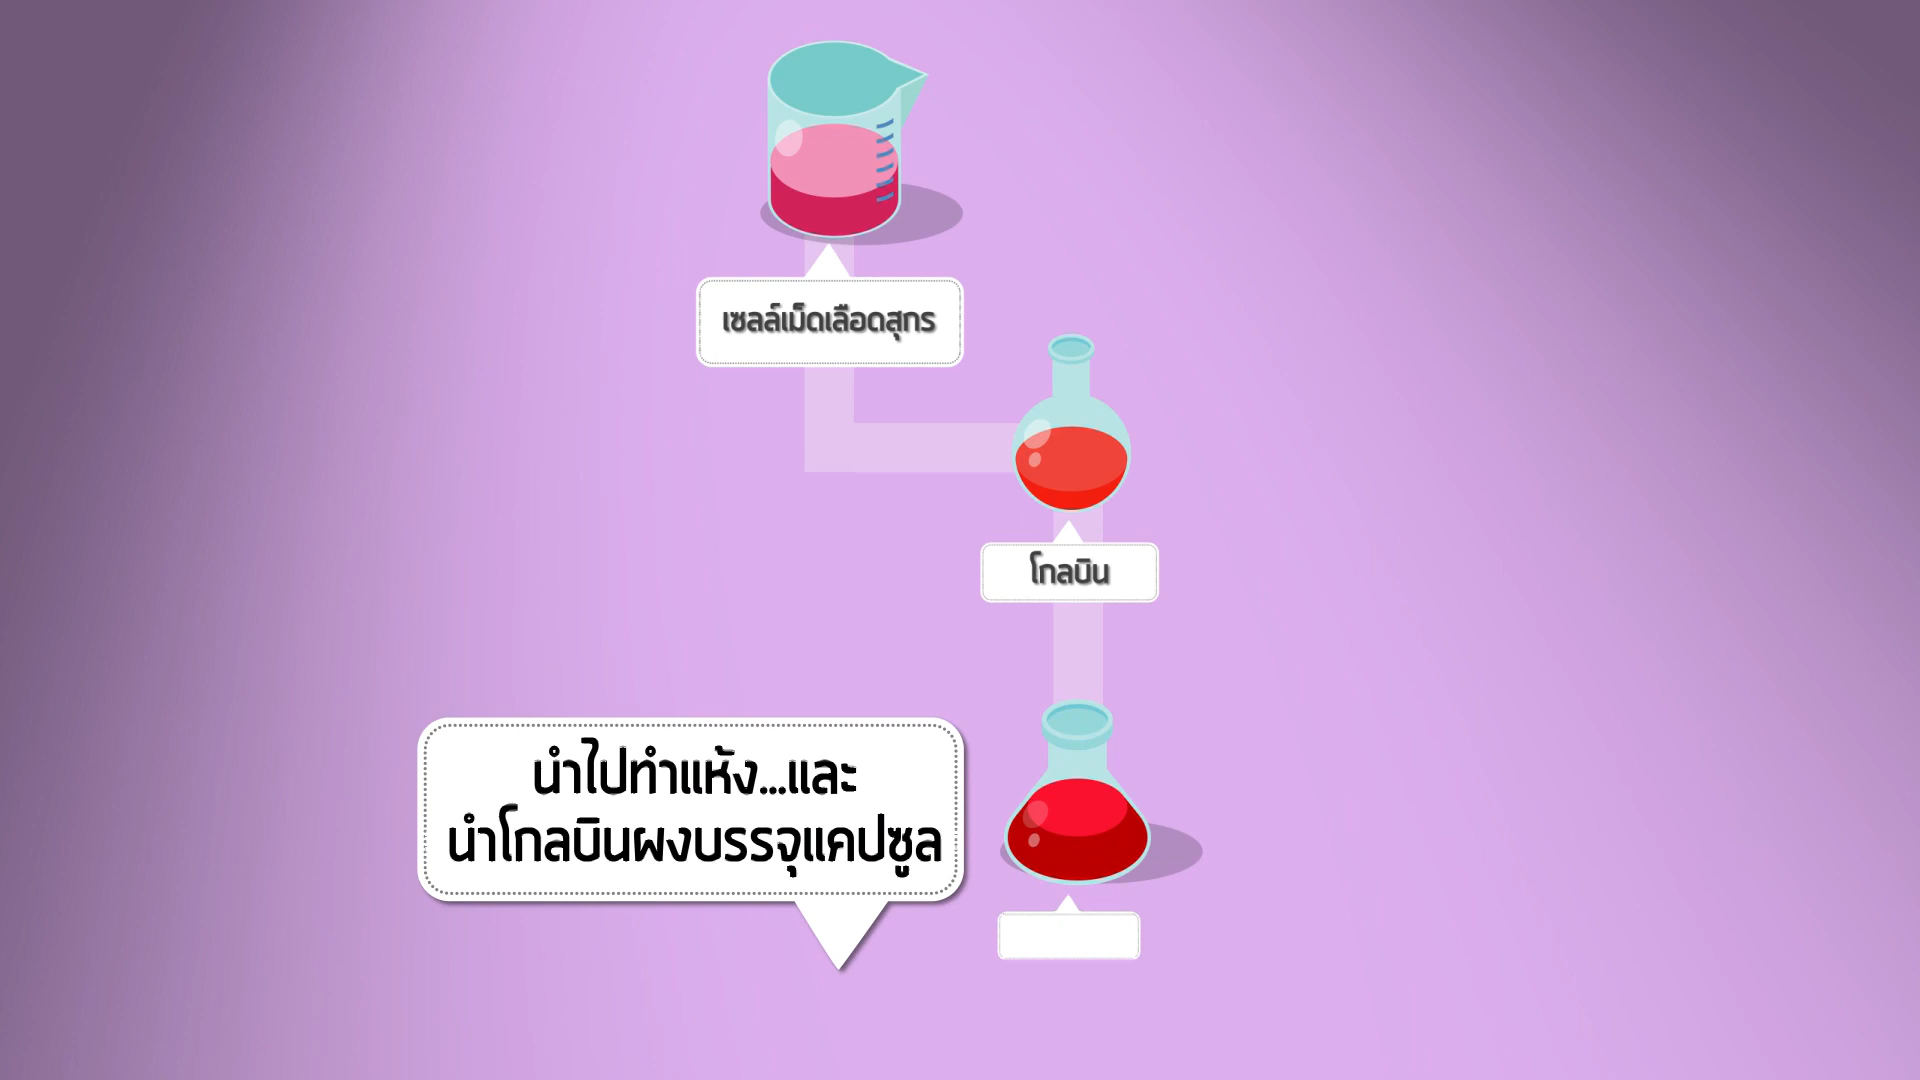 เซลล์เม็ดเลือดสุกร
โกลบิน
นำไปทำแห้ง...และ
นำโกลบินผงบรรจุแคปซูล